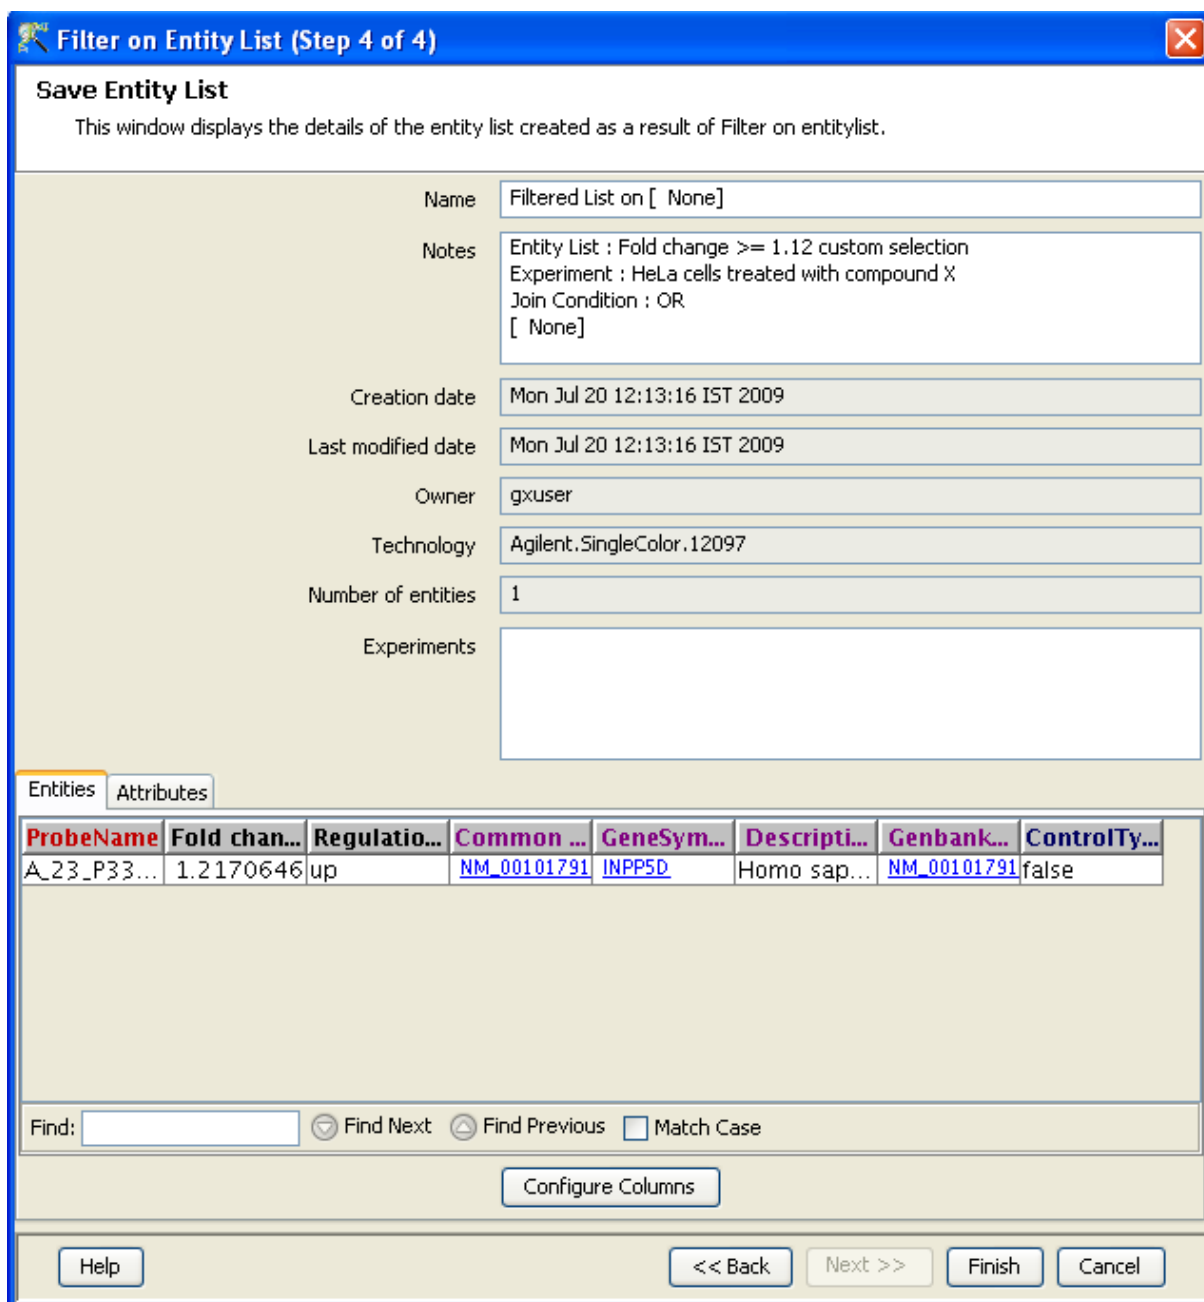 Filter on Entity List (Step 4 of 4)
Save Entity List
This window displays the details of the entity list created as a result of Filter on entitylist.
Name Filtered List on [ None]
Notes Entity List : Fold change >= 1.12 custom selection
Experiment : HeLa cells treated with compound X
Join Condition : OR
[ None]
Creation date Mon Jul 20 12:13:16 IST 2009
Last modified date Mon Jul 20 12:13:16 IST 2009
Owner gxuser
Technology Agilent.SingleColor.12097
Number of entities 1
Experiments
Entities Attributes
ProbeName Fold chan... Regulatio... Common ... GeneSym... Descripti... Genbank... ControlTy...
A_23_P33... 1.2170646 up NM_00101791 INPP5D Homo sap... NM_00101791 false
Find: Find Next Find Previous Match Case
Configure Columns
Help << Back Next >> Finish Cancel